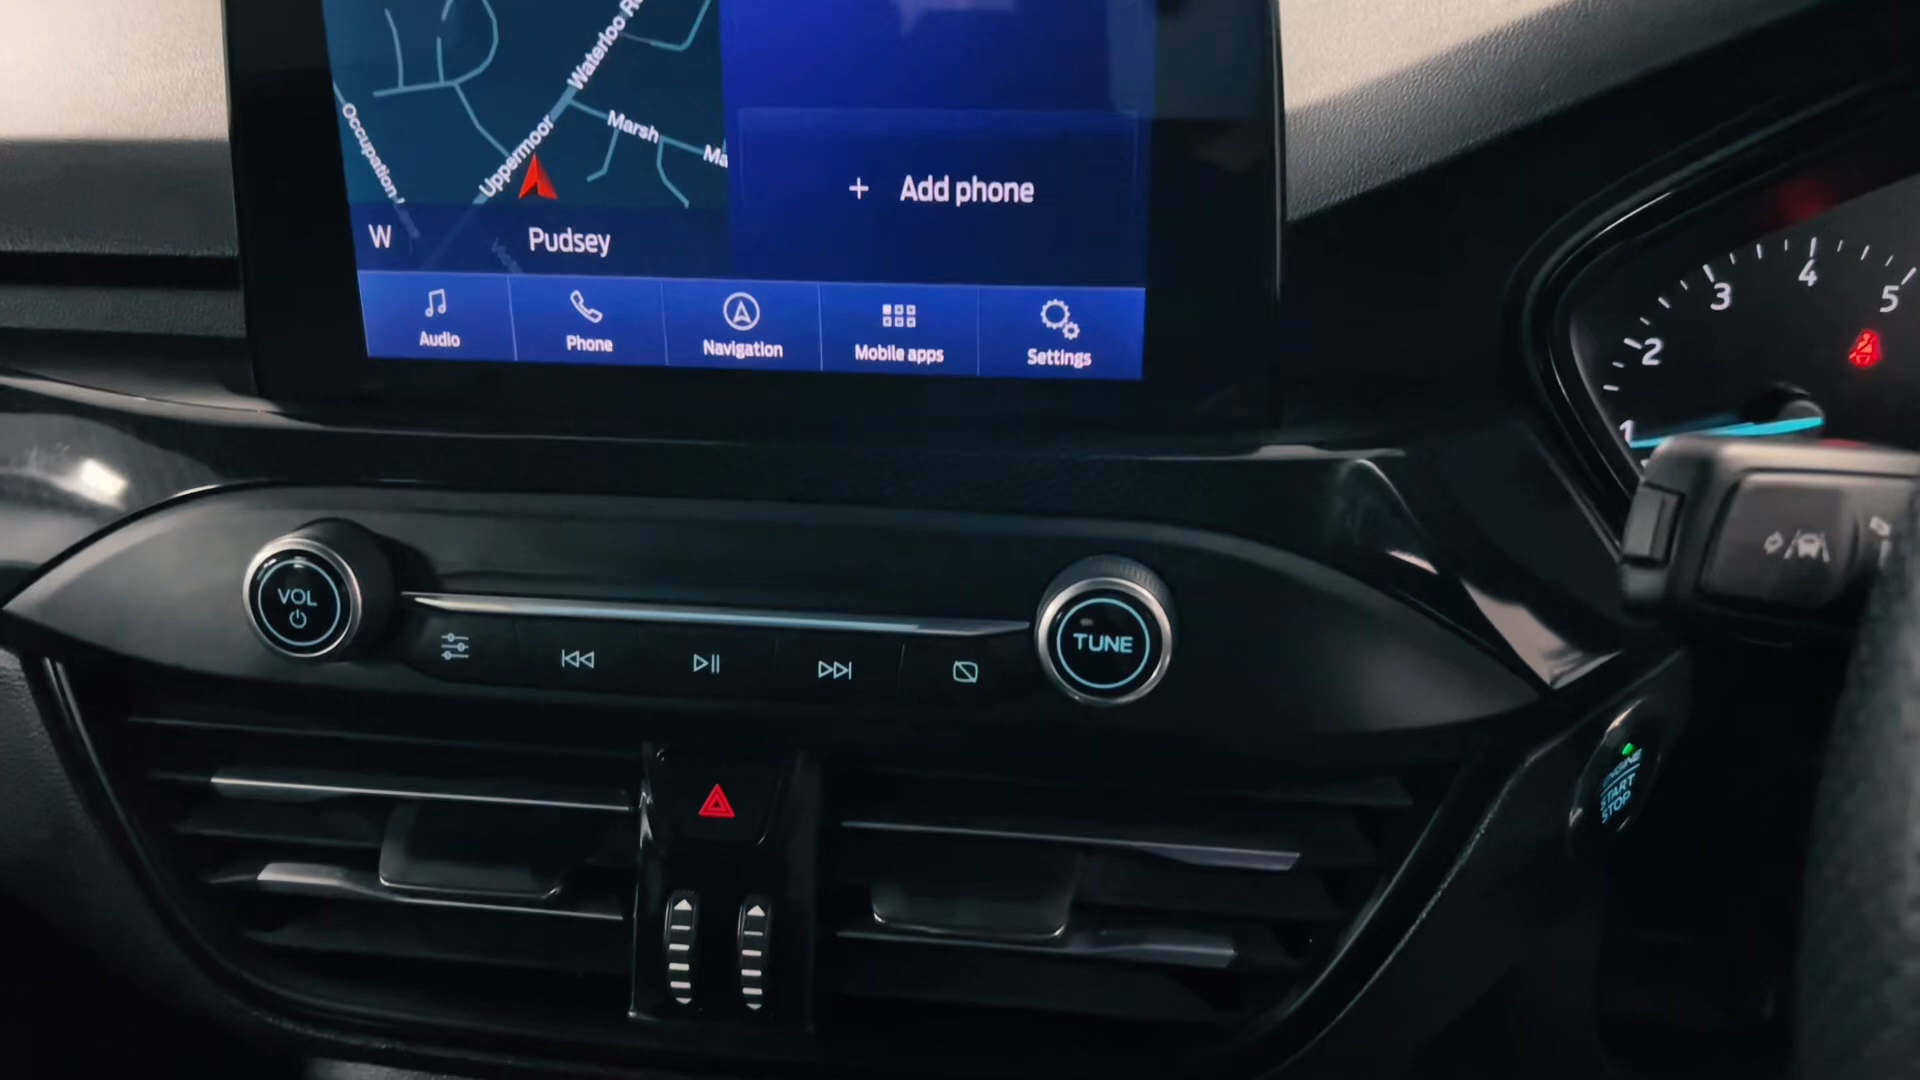 Waterloo R
Occupation
Uppermoor
Marsh
Ma
+ Add phone
W
Pudsey
Audio
Phone
Navigation
Mobile apps
Settings
1
2
3
4
5
VOL
TUNE
ENGINE
START
STOP